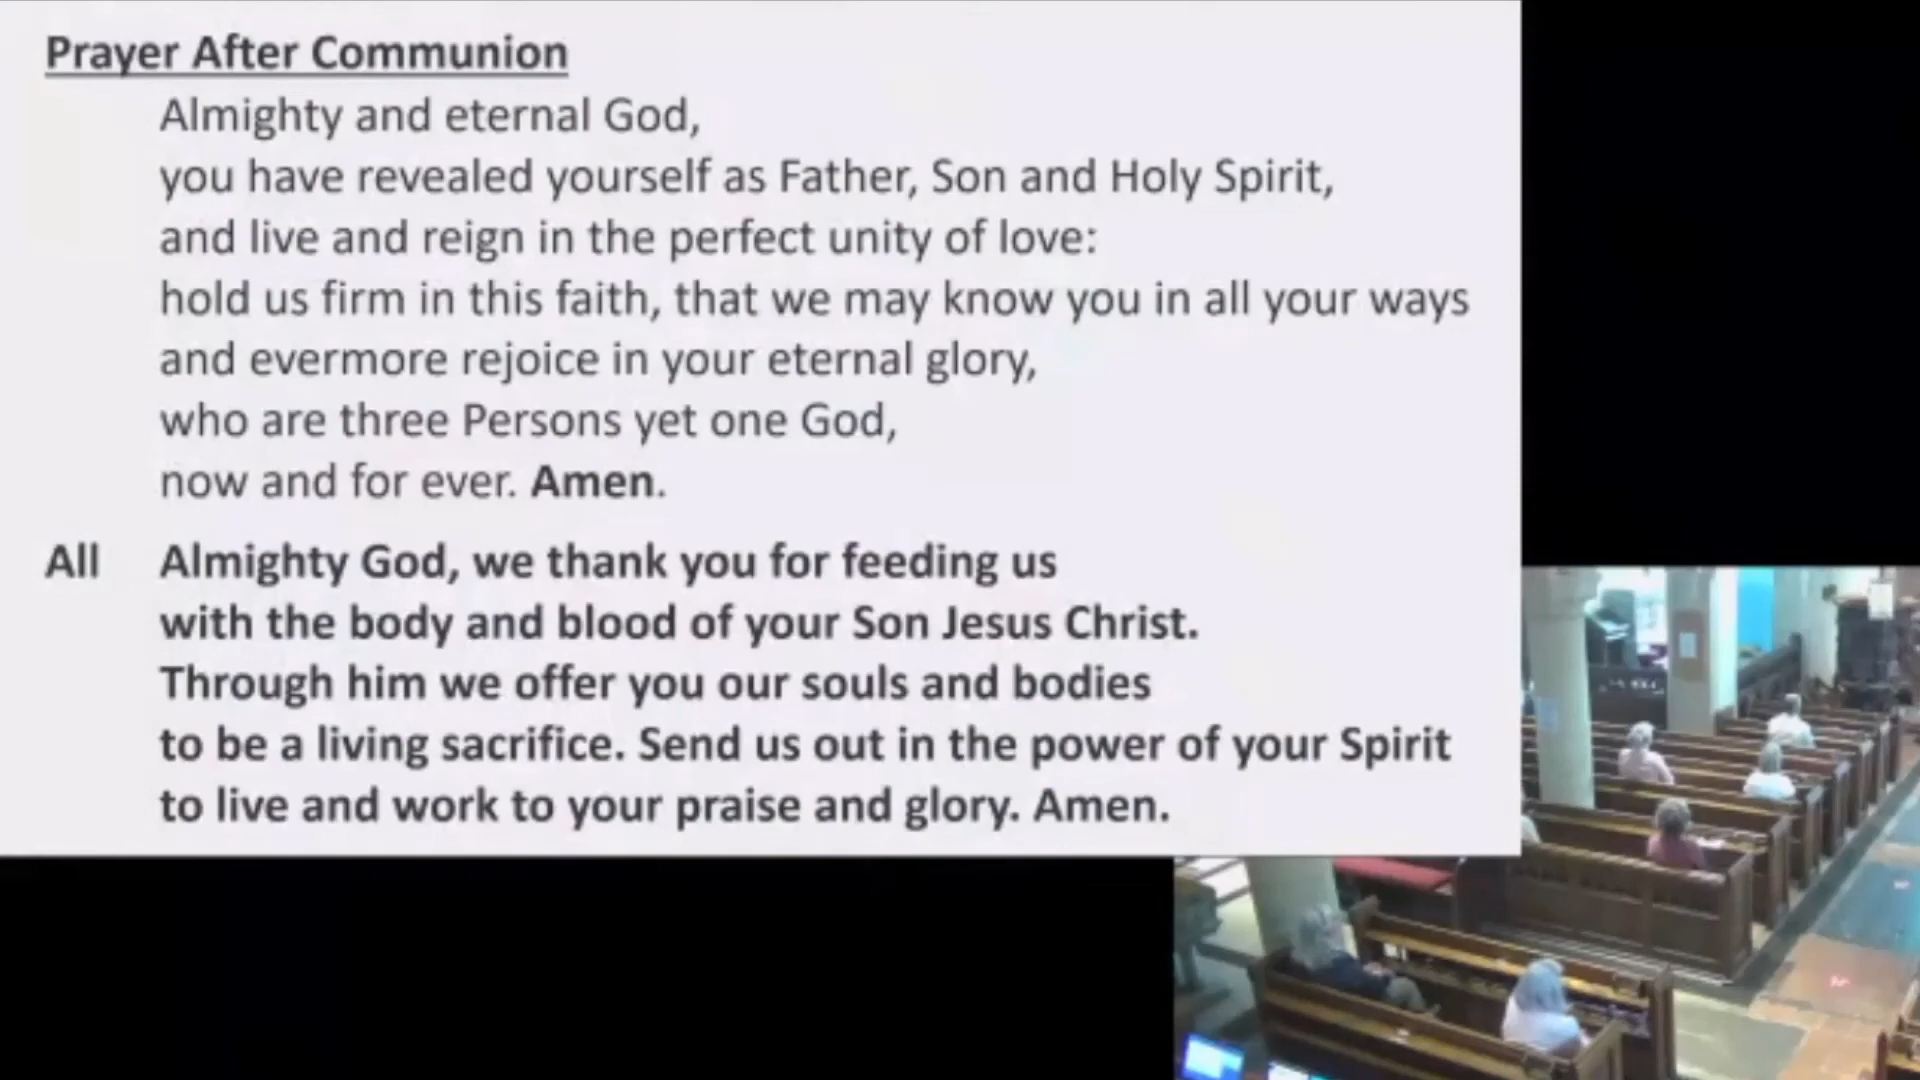 Prayer After Communion
Almighty and eternal God,
you have revealed yourself as Father, Son and Holy Spirit,
and live and reign in the perfect unity of love:
hold us firm in this faith, that we may know you in all your ways
and evermore rejoice in your eternal glory,
who are three Persons yet one God,
now and for ever. Amen.
All Almighty God, we thank you for feeding us
with the body and blood of your Son Jesus Christ.
Through him we offer you our souls and bodies
to be a living sacrifice. Send us out in the power of your Spirit
to live and work to your praise and glory. Amen.